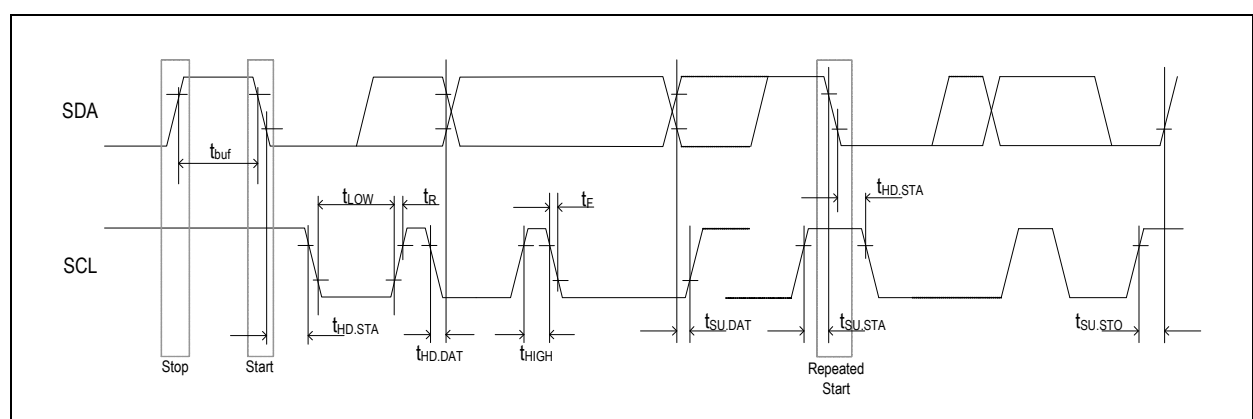 SDA
tbuf
tHD.STA
tLOW
tR
tF
SCL
tHD.STA
tHD.DAT
tHIGH
tSU.DAT
tSU.STA
tSU.STO
Stop
Start
Repeated
Start